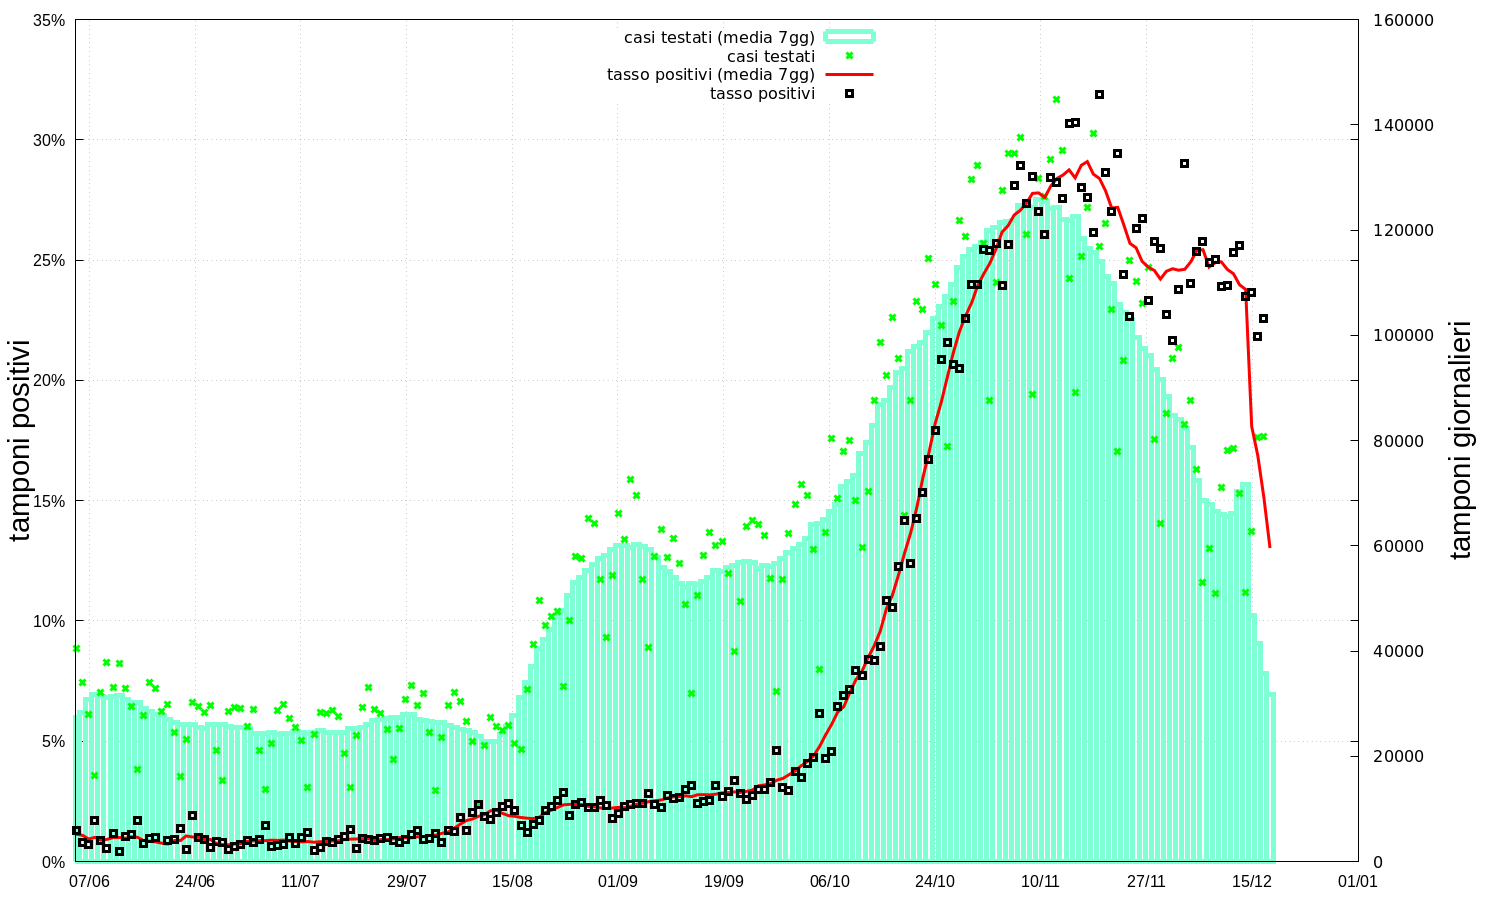 casi testati (media 7gg)
casi testati
tasso positivi (media 7gg)
tasso positivi
35%
30%
25%
20%
15%
10%
5%
0%
tamponi positivi
160000
140000
120000
100000
80000
60000
40000
20000
0
tamponi giornalieri
07/06 24/06 11/07 29/07 15/08 01/09 19/09 06/10 24/10 10/11 27/11 15/12 01/01